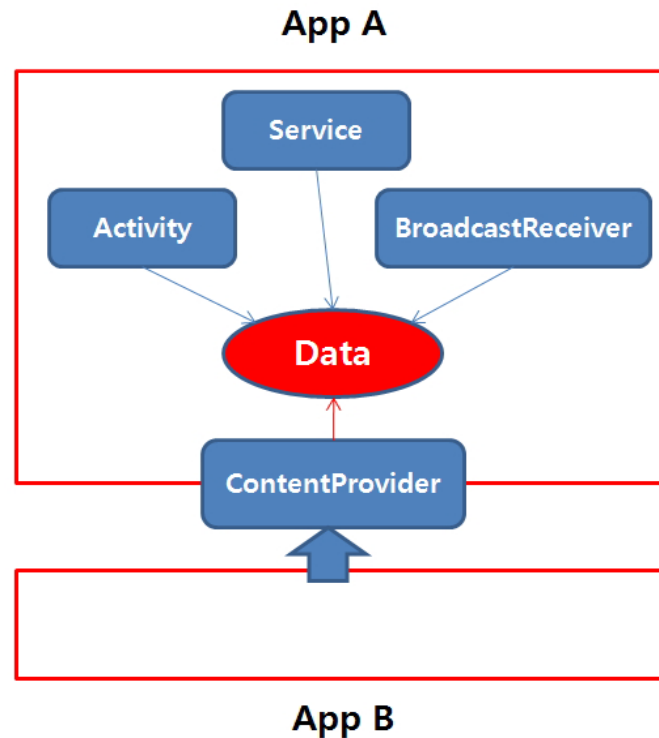 App A
Service
Activity
BroadcastReceiver
Data
ContentProvider
App B